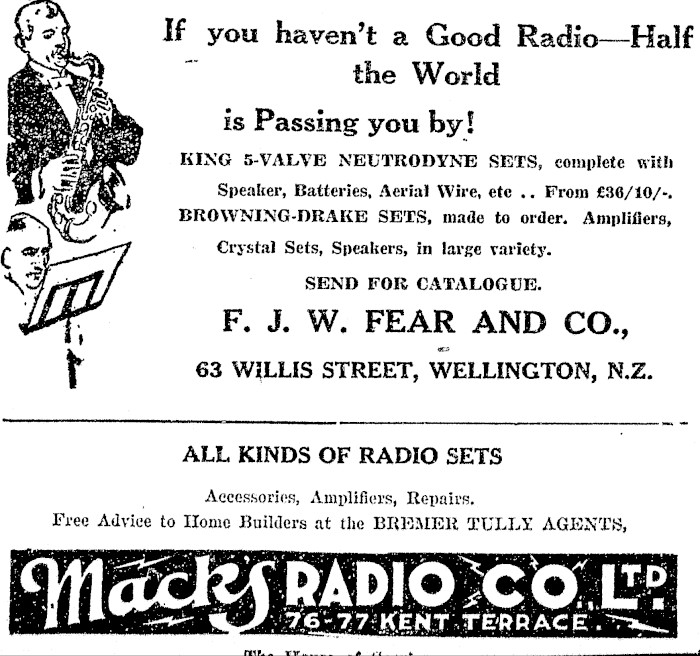 If you haven't a Good Radio—Half
the World
is Passing you by!
KING 5-VALVE NEUTRODYNE SETS, complete with
Speaker, Batteries, Aerial Wire, etc .. From £36/10/-.
BROWNING-DRAKE SETS, made to order. Amplifiers,
Crystal Sets, Speakers, in large variety.
SEND FOR CATALOGUE.
F. J. W. FEAR AND CO.,
63 WILLIS STREET, WELLINGTON, N.Z.
ALL KINDS OF RADIO SETS
Accessories, Amplifiers, Repairs.
Free Advice to Home Builders at the BREMER TULLY AGENTS,
Mack's RADIO CO. LTD.
76-77 KENT TERRACE.